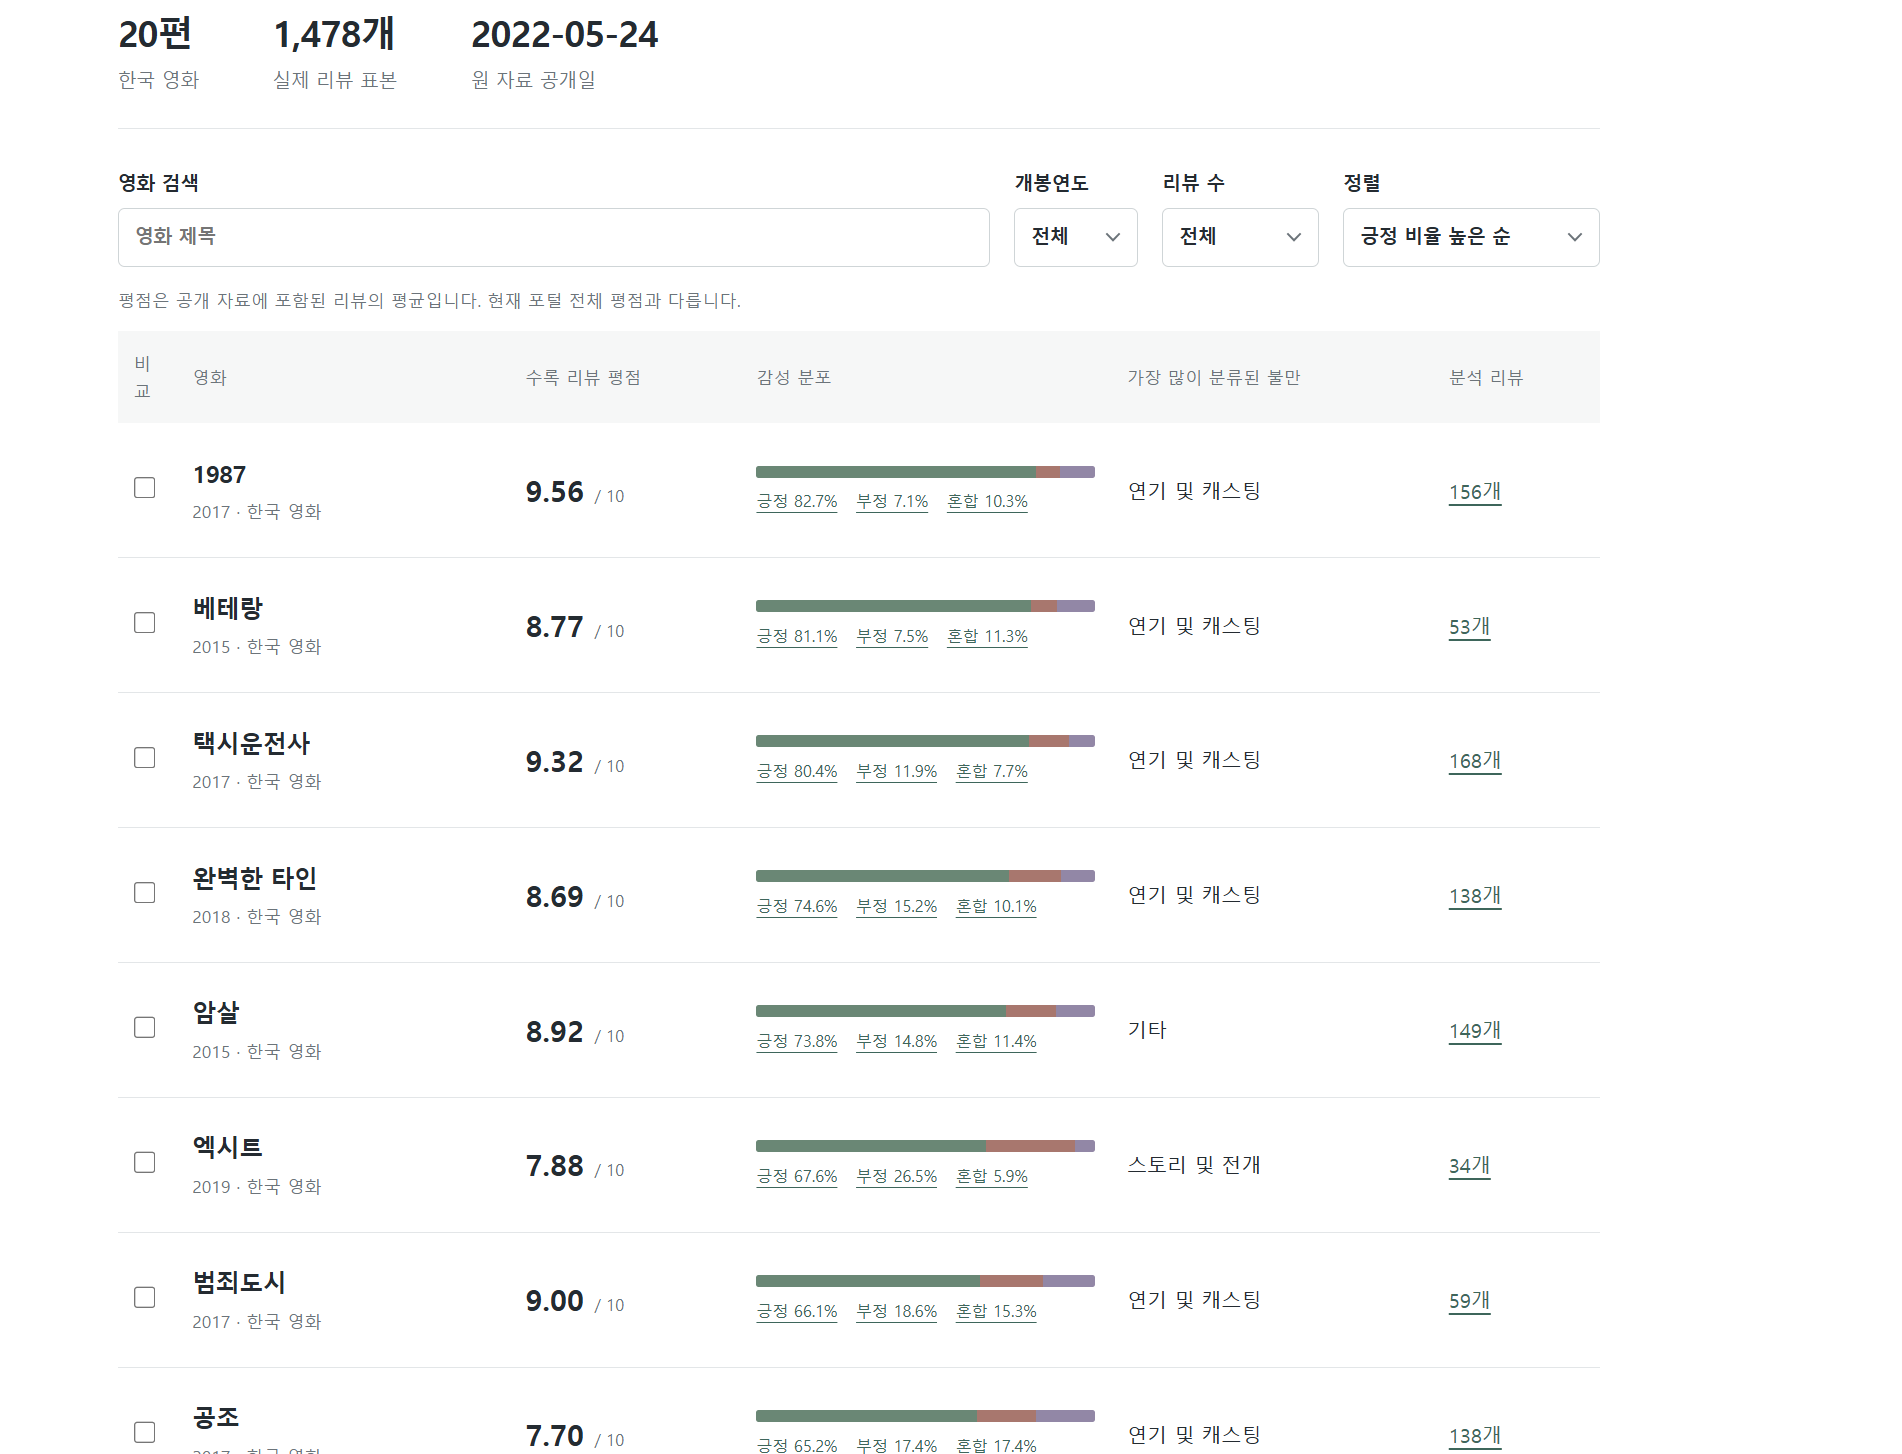 20편 1,478개 2022-05-24
한국 영화 실제 리뷰 표본 원 자료 공개일
영화 검색 개봉연도 리뷰 수 정렬
영화 제목 전체 전체 긍정 비율 높은 순
평점은 공개 자료에 포함된 리뷰의 평균입니다. 현재 포털 전체 평점과 다릅니다.
비교 영화 수록 리뷰 평점 감성 분포 가장 많이 분류된 불만 분석 리뷰
1987
2017 · 한국 영화
9.56 / 10
긍정 82.7% 부정 7.1% 혼합 10.3%
연기 및 캐스팅
156개
베테랑
2015 · 한국 영화
8.77 / 10
긍정 81.1% 부정 7.5% 혼합 11.3%
연기 및 캐스팅
53개
택시운전사
2017 · 한국 영화
9.32 / 10
긍정 80.4% 부정 11.9% 혼합 7.7%
연기 및 캐스팅
168개
완벽한 타인
2018 · 한국 영화
8.69 / 10
긍정 74.6% 부정 15.2% 혼합 10.1%
연기 및 캐스팅
138개
암살
2015 · 한국 영화
8.92 / 10
긍정 73.8% 부정 14.8% 혼합 11.4%
기타
149개
엑시트
2019 · 한국 영화
7.88 / 10
긍정 67.6% 부정 26.5% 혼합 5.9%
스토리 및 전개
34개
범죄도시
2017 · 한국 영화
9.00 / 10
긍정 66.1% 부정 18.6% 혼합 15.3%
연기 및 캐스팅
59개
공조
7.70 / 10
긍정 65.2% 부정 17.4% 혼합 17.4%
연기 및 캐스팅
138개